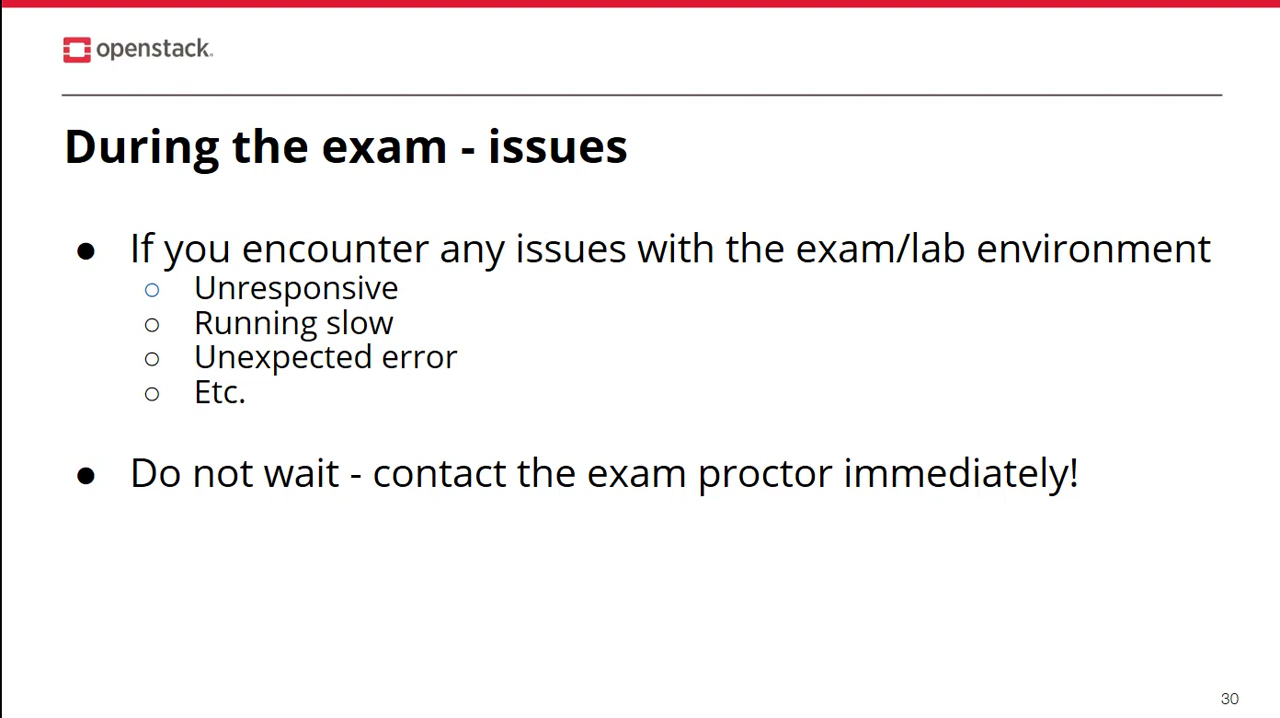 openstack.
During the exam - issues
● If you encounter any issues with the exam/lab environment
○ Unresponsive
○ Running slow
○ Unexpected error
○ Etc.
● Do not wait - contact the exam proctor immediately!
30